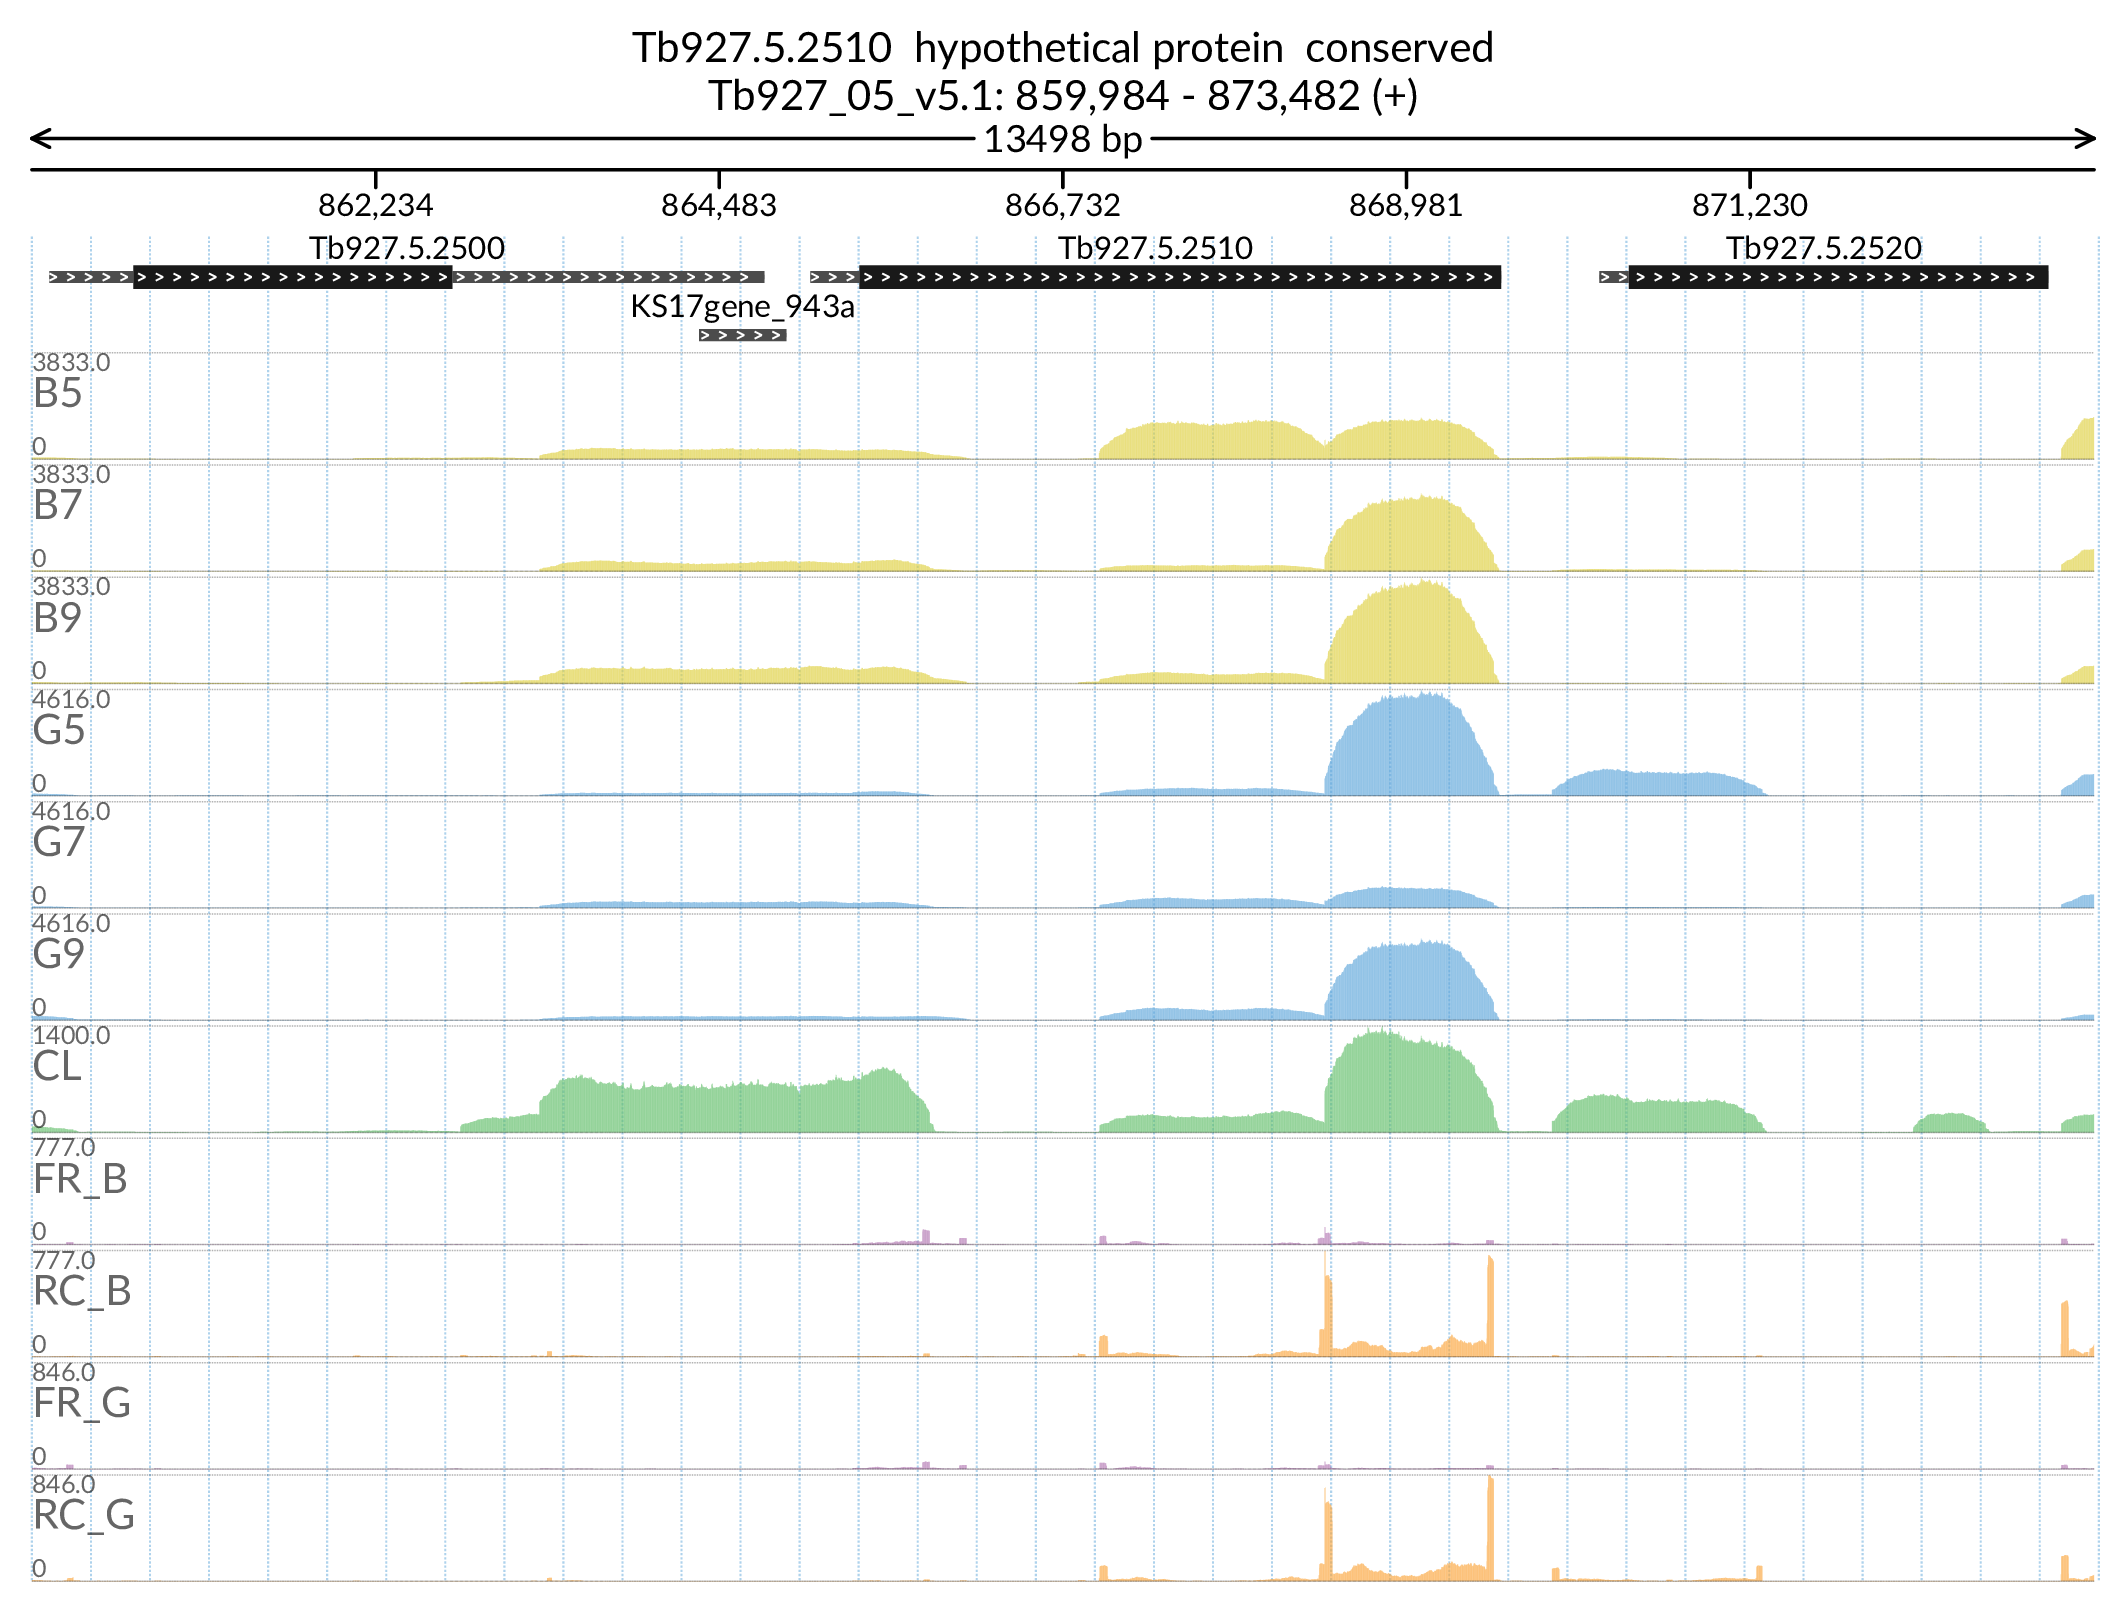 Tb927.5.2510  hypothetical protein  conserved
Tb927_05_v5.1: 859,984 - 873,482 (+)
13498 bp
862,234 864,483 866,732 868,981 871,230
Tb927.5.2500 Tb927.5.2510 Tb927.5.2520
KS17gene_943a
3833.0
B5
0
3833.0
B7
0
3833.0
B9
0
4616.0
G5
0
4616.0
G7
0
4616.0
G9
0
1400.0
CL
0
777.0
FR_B
0
777.0
RC_B
0
846.0
FR_G
0
846.0
RC_G
0